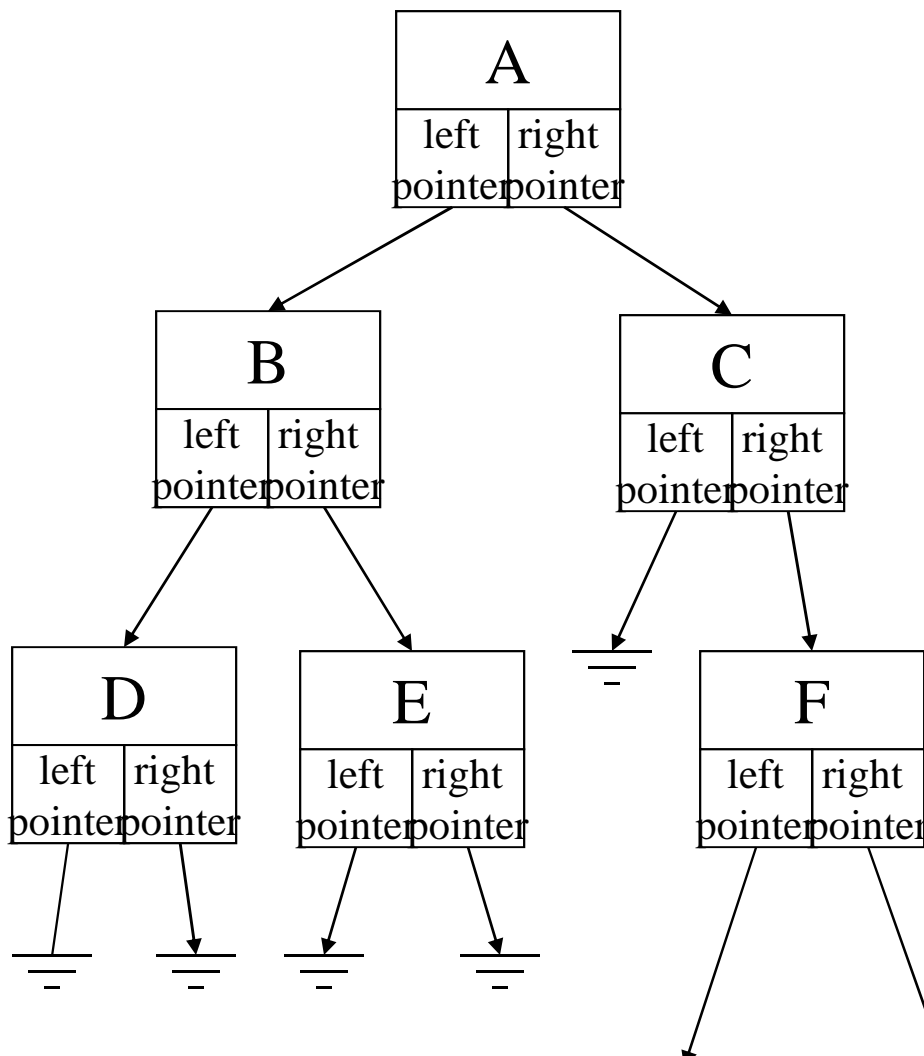 A
left right
pointer pointer
B
left right
pointer pointer
C
left right
pointer pointer
D
left right
pointer pointer
E
left right
pointer pointer
F
left right
pointer pointer